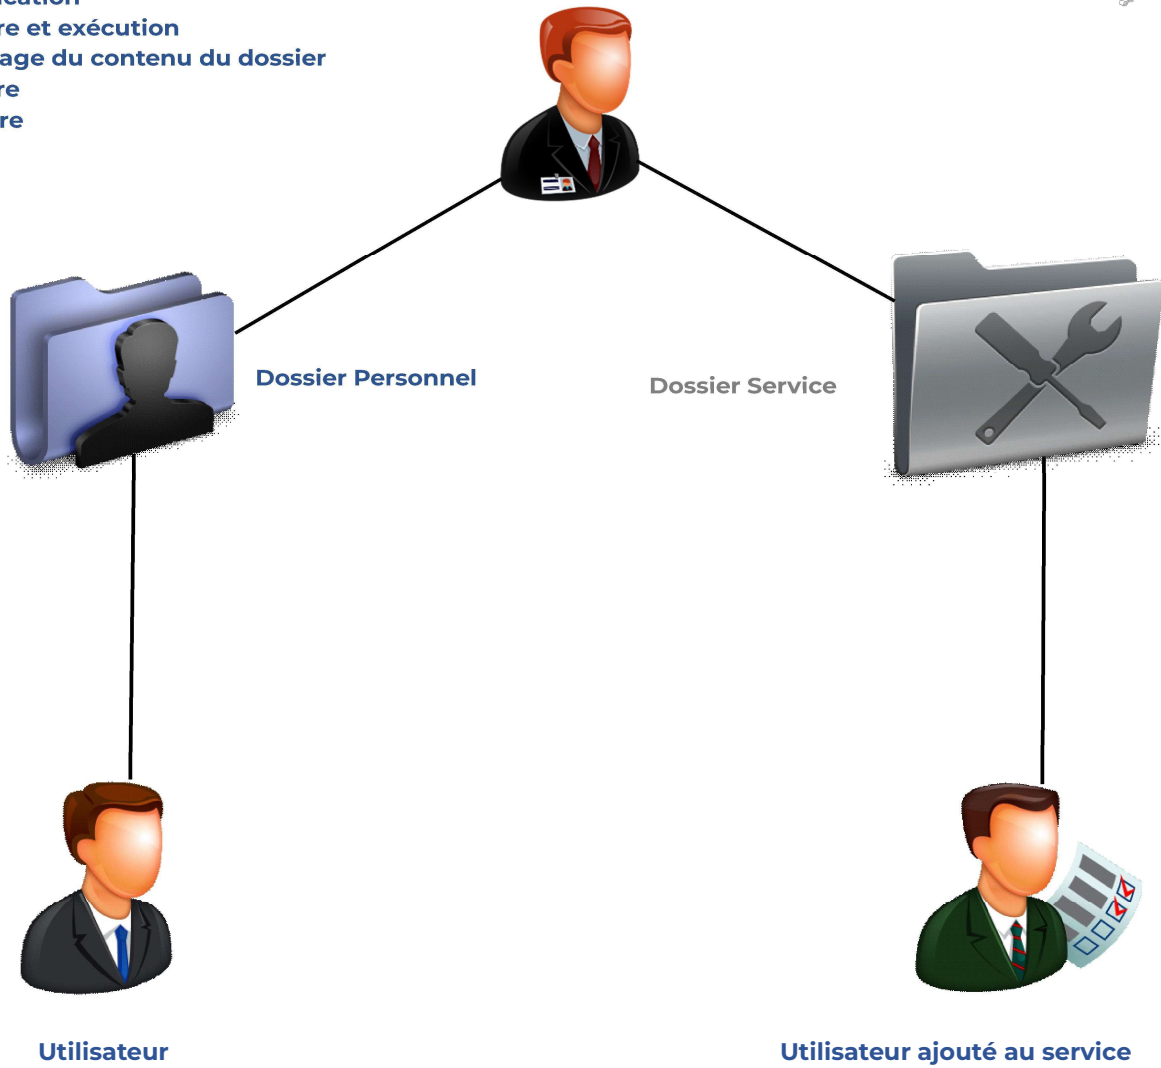 re et exécution
age du contenu du dossier
re
re
Dossier Personnel
Dossier Service
Utilisateur
Utilisateur ajouté au service